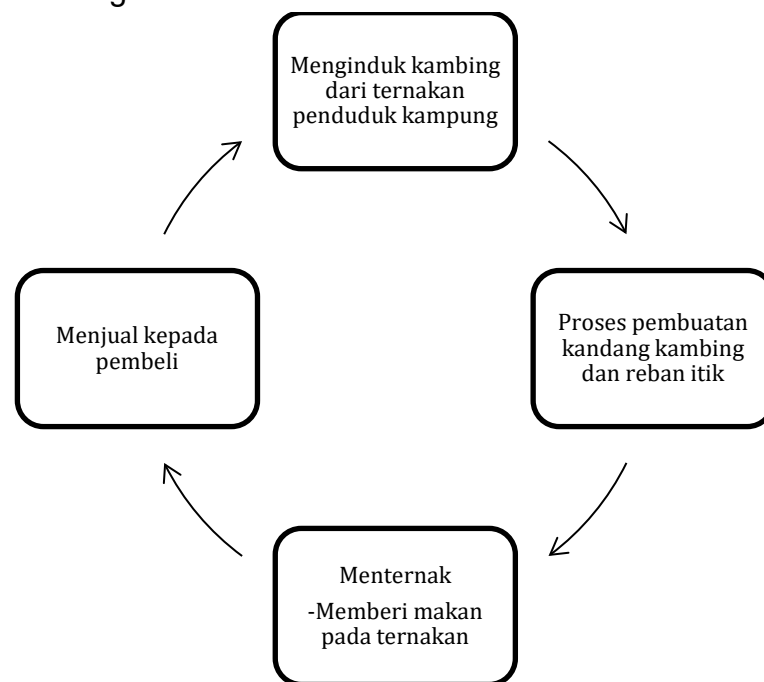 Menginduk kambing
dari ternakan
penduduk kampung
Proses pembuatan
kandang kambing
dan reban itik
Menternak
-Memberi makan
pada ternakan
Menjual kepada
pembeli